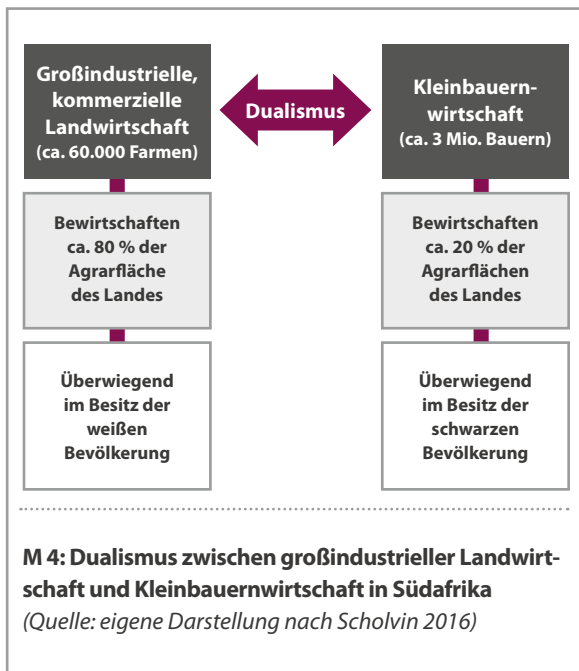 Großindustrielle,
kommerzielle
Landwirtschaft
(ca. 60.000 Farmen)
Dualismus
Kleinbauern-
wirtschaft
(ca. 3 Mio. Bauern)
Bewirtschaften
ca. 80 % der
Agrarfläche
des Landes
Bewirtschaften
ca. 20 % der
Agrarflächen
des Landes
Überwiegend
im Besitz der
weißen
Bevölkerung
Überwiegend
im Besitz der
schwarzen
Bevölkerung
M 4: Dualismus zwischen großindustrieller Landwirt-
schaft und Kleinbauernwirtschaft in Südafrika
(Quelle: eigene Darstellung nach Scholvin 2016)